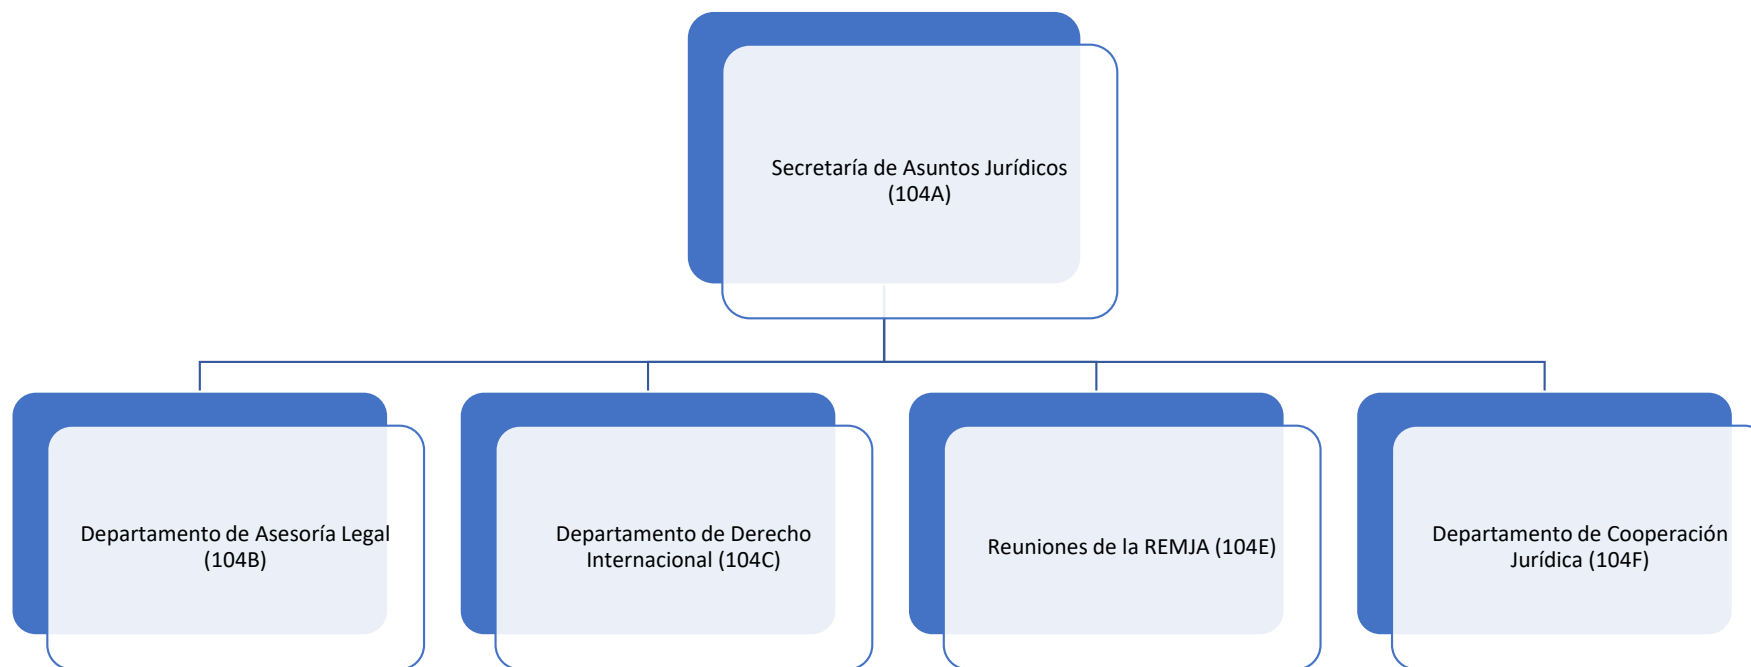 Secretaría de Asuntos Jurídicos
(104A)
Departamento de Asesoría Legal
(104B)
Departamento de Derecho
Internacional (104C)
Reuniones de la REMJA (104E)
Departamento de Cooperación
Jurídica (104F)